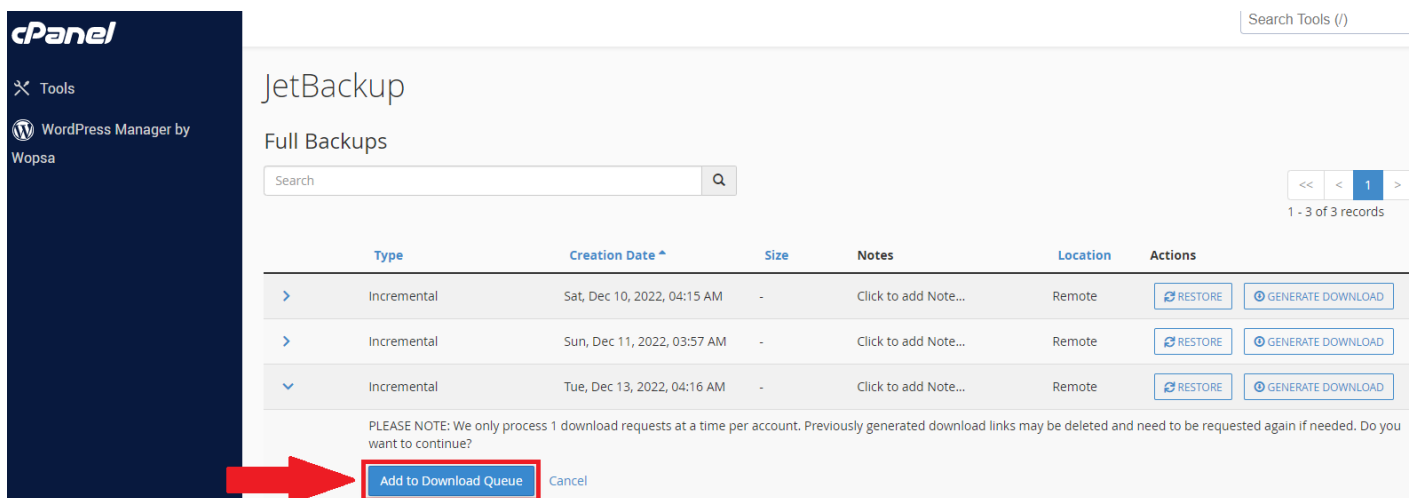 cPanel
Search Tools (/)
Tools
WordPress Manager by
Wopsa
JetBackup
Full Backups
Search
<< < 1 >
1 - 3 of 3 records
Type Creation Date Size Notes Location Actions
Incremental Sat, Dec 10, 2022, 04:15 AM - Click to add Note... Remote RESTORE GENERATE DOWNLOAD
Incremental Sun, Dec 11, 2022, 03:57 AM - Click to add Note... Remote RESTORE GENERATE DOWNLOAD
Incremental Tue, Dec 13, 2022, 04:16 AM - Click to add Note... Remote RESTORE GENERATE DOWNLOAD
PLEASE NOTE: We only process 1 download requests at a time per account. Previously generated download links may be deleted and need to be requested again if needed. Do you
want to continue?
Add to Download Queue Cancel